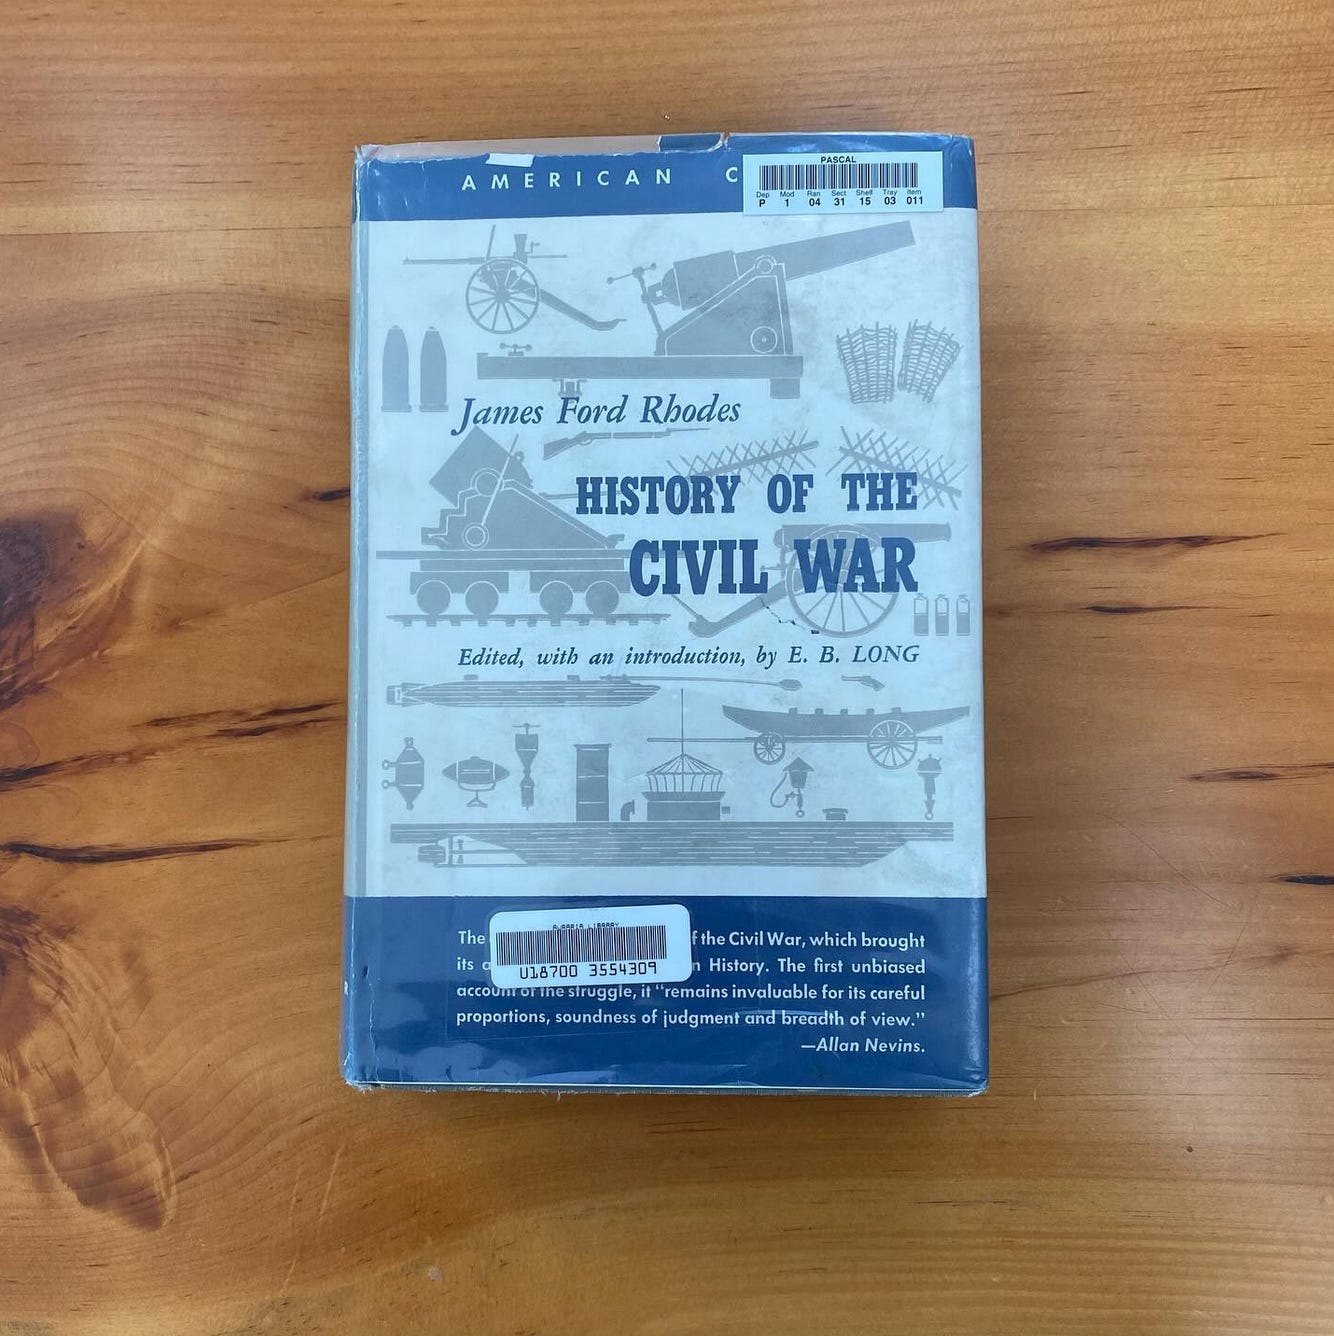 AMERICAN C
PASCAL
Dep Mod Ran Sect Shelf Tray Item
P 1 04 31 15 03 011
James Ford Rhodes
HISTORY OF THE
CIVIL WAR
Edited, with an introduction, by E. B. LONG
The f the Civil War, which brought
its a n History. The first unbiased
account of the struggle, it "remains invaluable for its careful
proportions, soundness of judgment and breadth of view."
—Allan Nevins.
AURARIA LIBRARY
U18700 3554309
R